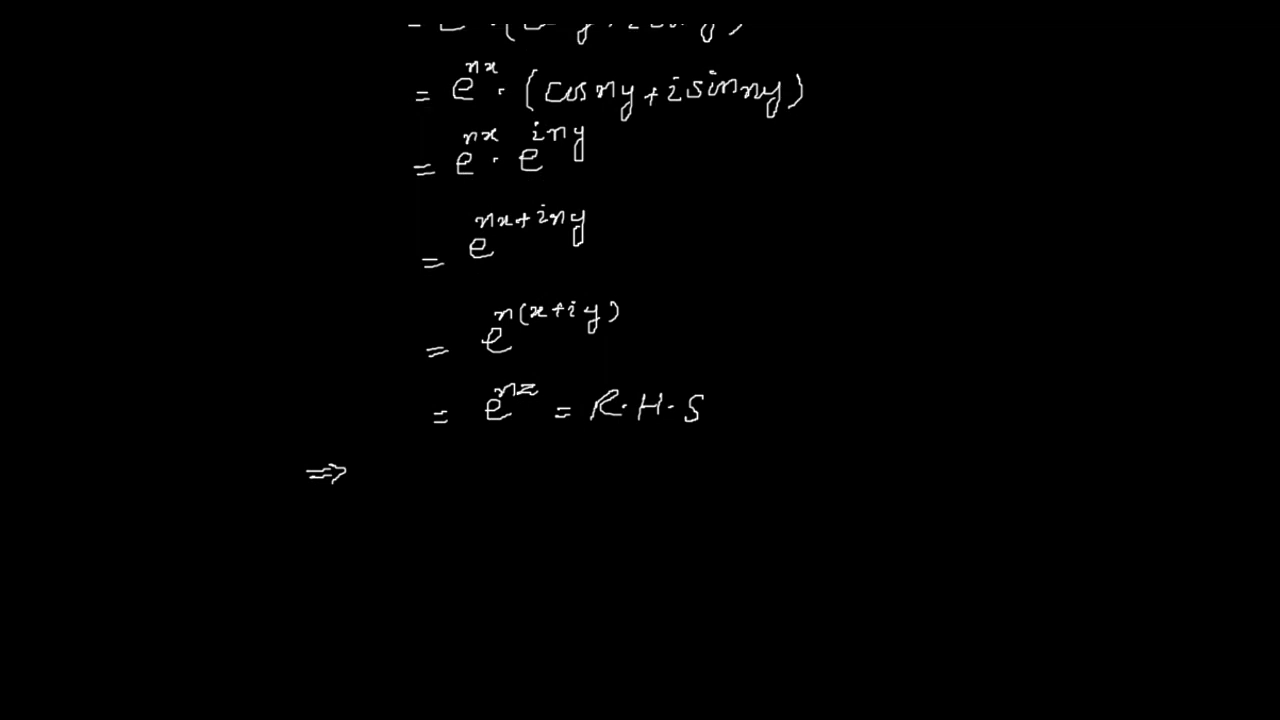 = e^{nx} · (cos ny + i sin ny)
= e^{nx} · e^{iny}
= e^{nx+iny}
= e^{n(x+iy)}
= e^{nz} = R.H.S
⇒